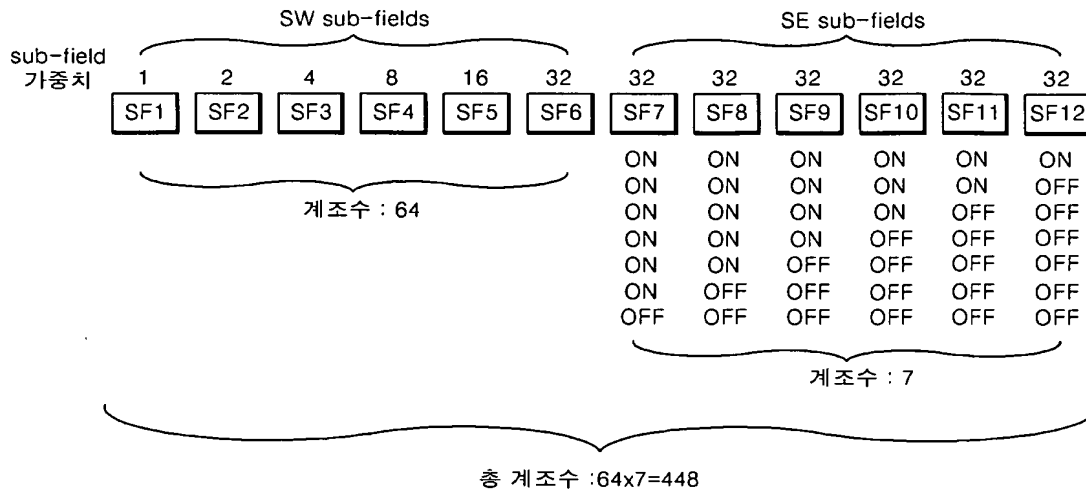 SW sub-fields SE sub-fields
sub-field
가중치 1 2 4 8 16 32 32 32 32 32 32 32
SF1 SF2 SF3 SF4 SF5 SF6 SF7 SF8 SF9 SF10 SF11 SF12
ON ON ON ON ON ON
ON ON ON ON ON OFF
계조수 : 64 ON ON ON ON OFF OFF
ON ON ON OFF OFF OFF
ON ON OFF OFF OFF OFF
ON OFF OFF OFF OFF OFF
OFF OFF OFF OFF OFF OFF
계조수 : 7
총 계조수 :64x7=448